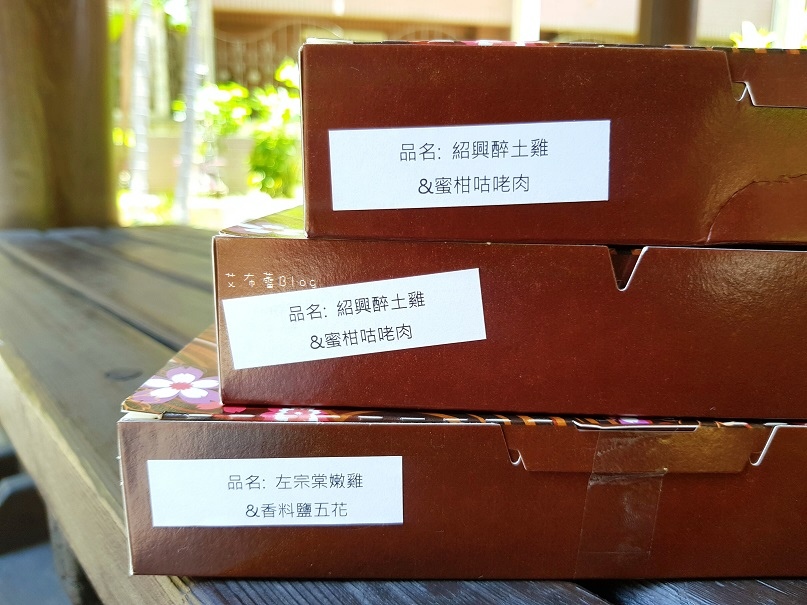 品名: 紹興醉土雞
&蜜柑咕咾肉
艾布薈Blog
品名: 紹興醉土雞
&蜜柑咕咾肉
品名: 左宗棠嫩雞
&香料鹽五花